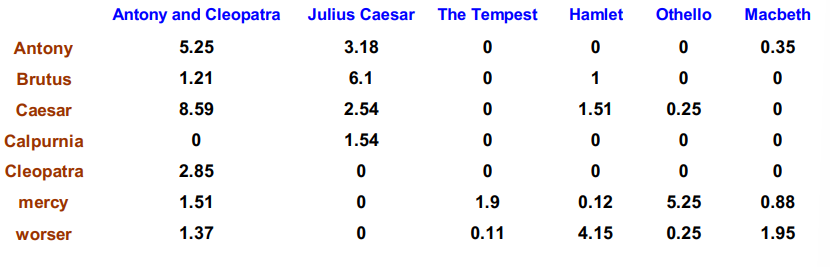 Antony and Cleopatra Julius Caesar The Tempest Hamlet Othello Macbeth
Antony 5.25 3.18 0 0 0 0.35
Brutus 1.21 6.1 0 1 0 0
Caesar 8.59 2.54 0 1.51 0.25 0
Calpurnia 0 1.54 0 0 0 0
Cleopatra 2.85 0 0 0 0 0
mercy 1.51 0 1.9 0.12 5.25 0.88
worser 1.37 0 0.11 4.15 0.25 1.95